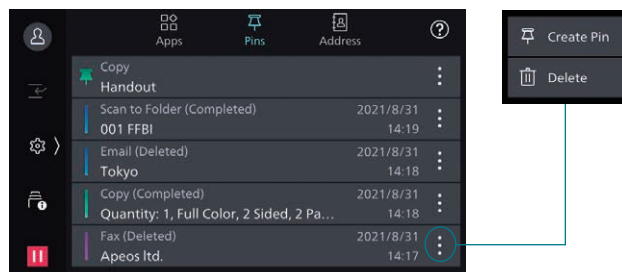 Apps
Pins
Address
?
Copy
Handout
Scan to Folder (Completed) 2021/8/31
001 FFBI 14:19
Email (Deleted) 2021/8/31
Tokyo 14:18
Copy (Completed) 2021/8/31
Quantity: 1, Full Color, 2 Sided, 2 Pa... 14:18
Fax (Deleted) 2021/8/31
Apeos ltd. 14:17
Create Pin
Delete